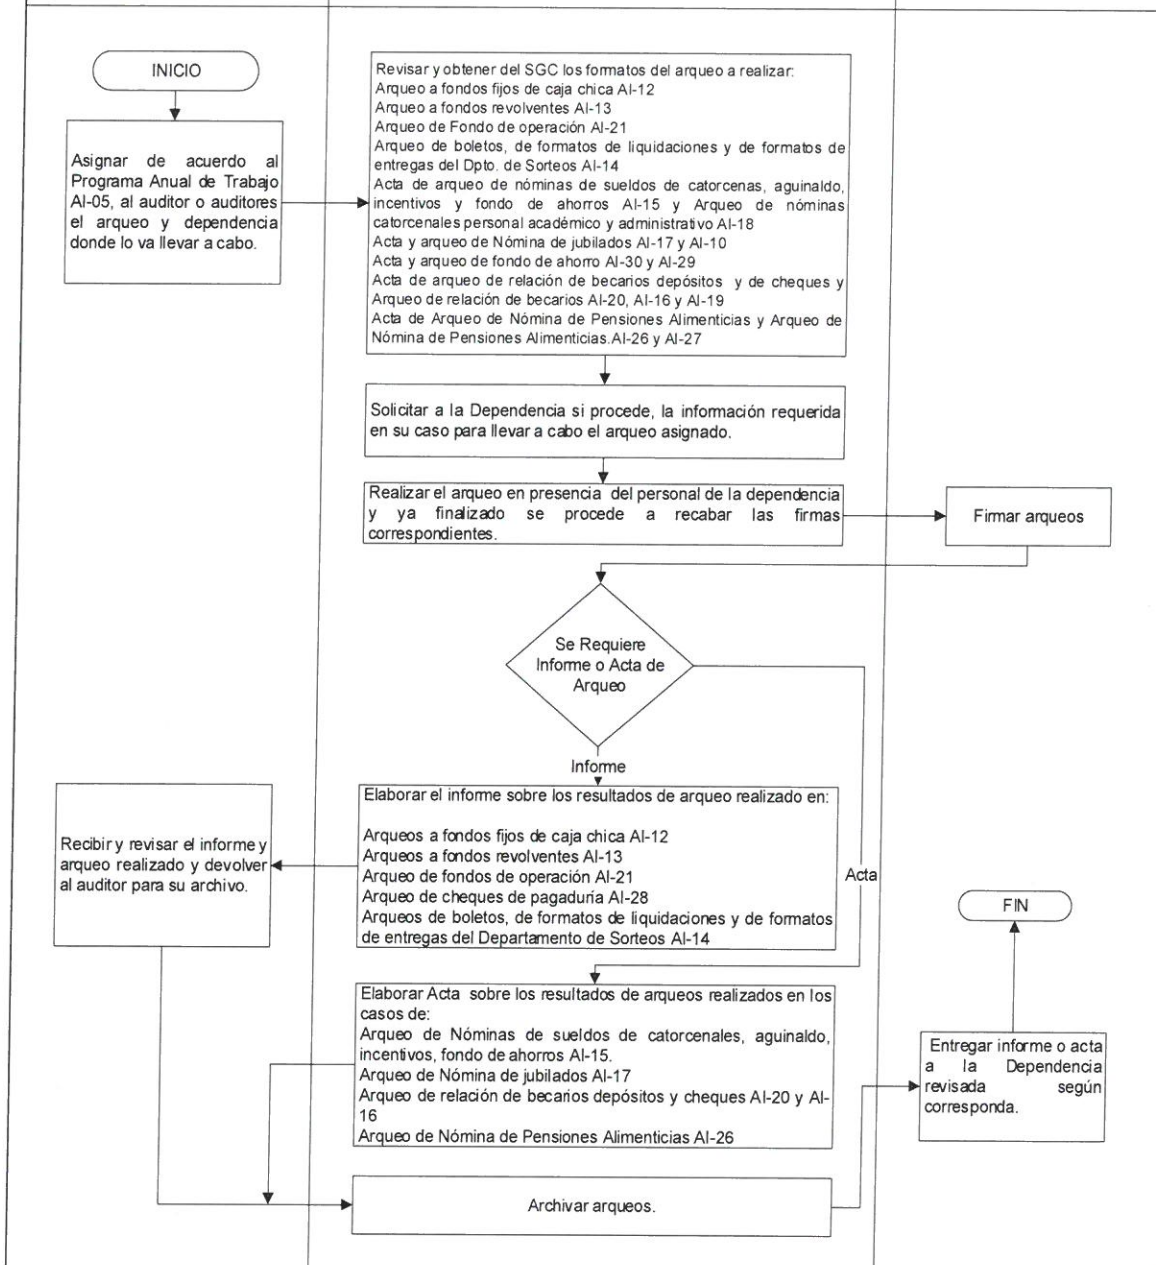 INICIO
Asignar de acuerdo al
Programa Anual de Trabajo
AI-05, al auditor o auditores
el arqueo y dependencia
donde lo va llevar a cabo.
Revisar y obtener del SGC los formatos del arqueo a realizar:
Arqueo a fondos fijos de caja chica AI-12
Arqueo a fondos revolventes AI-13
Arqueo de Fondo de operación AI-21
Arqueo de boletos, de formatos de liquidaciones y de formatos de
entregas del Dpto. de Sorteos AI-14
Acta de arqueo de nóminas de sueldos de catorcenas, aguinaldo,
incentivos y fondo de ahorros AI-15 y Arqueo de nóminas
catorcenales personal académico y administrativo AI-18
Acta y arqueo de Nómina de jubilados AI-17 y AI-10
Acta y arqueo de fondo de ahorro AI-30 y AI-29
Acta de arqueo de relación de becarios depósitos y de cheques y
Arqueo de relación de becarios AI-20, AI-16 y AI-19
Acta de Arqueo de Nómina de Pensiones Alimenticias y Arqueo de
Nómina de Pensiones Alimenticias.AI-26 y AI-27
Solicitar a la Dependencia si procede, la información requerida
en su caso para llevar a cabo el arqueo asignado.
Realizar el arqueo en presencia del personal de la dependencia
y ya finalizado se procede a recabar las firmas
correspondientes.
Firmar arqueos
Se Requiere
Informe o Acta de
Arqueo
Informe
Acta
Elaborar el informe sobre los resultados de arqueo realizado en:
Arqueos a fondos fijos de caja chica AI-12
Arqueos a fondos revolventes AI-13
Arqueo de fondos de operación AI-21
Arqueo de cheques de pagaduría AI-28
Arqueos de boletos, de formatos de liquidaciones y de formatos
de entregas del Departamento de Sorteos AI-14
Recibir y revisar el informe y
arqueo realizado y devolver
al auditor para su archivo.
Elaborar Acta sobre los resultados de arqueos realizados en los
casos de:
Arqueo de Nóminas de sueldos de catorcenales, aguinaldo,
incentivos, fondo de ahorros AI-15.
Arqueo de Nómina de jubilados AI-17
Arqueo de relación de becarios depósitos y cheques AI-20 y AI-
16
Arqueo de Nómina de Pensiones Alimenticias AI-26
Archivar arqueos.
Entregar informe o acta
a la Dependencia
revisada según
corresponda.
FIN